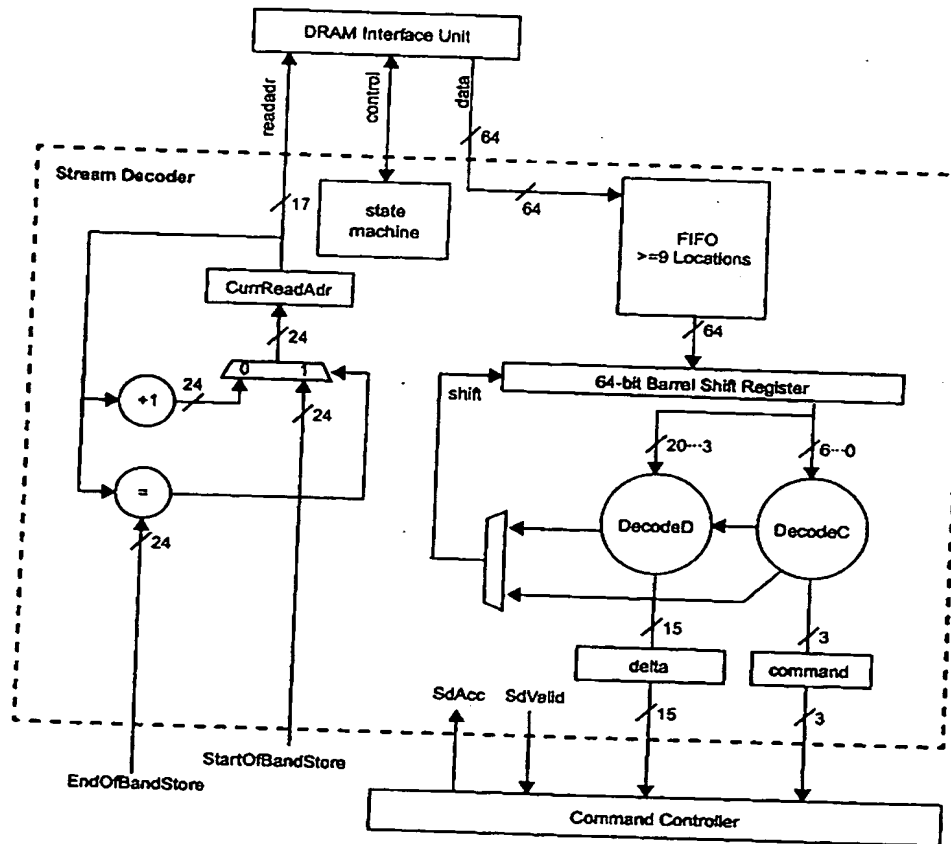 DRAM Interface Unit
readadr
control
data
64
Stream Decoder
17
state
machine
64
FIFO
>=9 Locations
CurrReadAdr
24
64
0 1
64-bit Barrel Shift Register
shift
+1
24
24
20···3
6···0
=
DecodeD
DecodeC
24
15
3
delta
command
SdAcc
SdValid
15
3
StartOfBandStore
EndOfBandStore
Command Controller